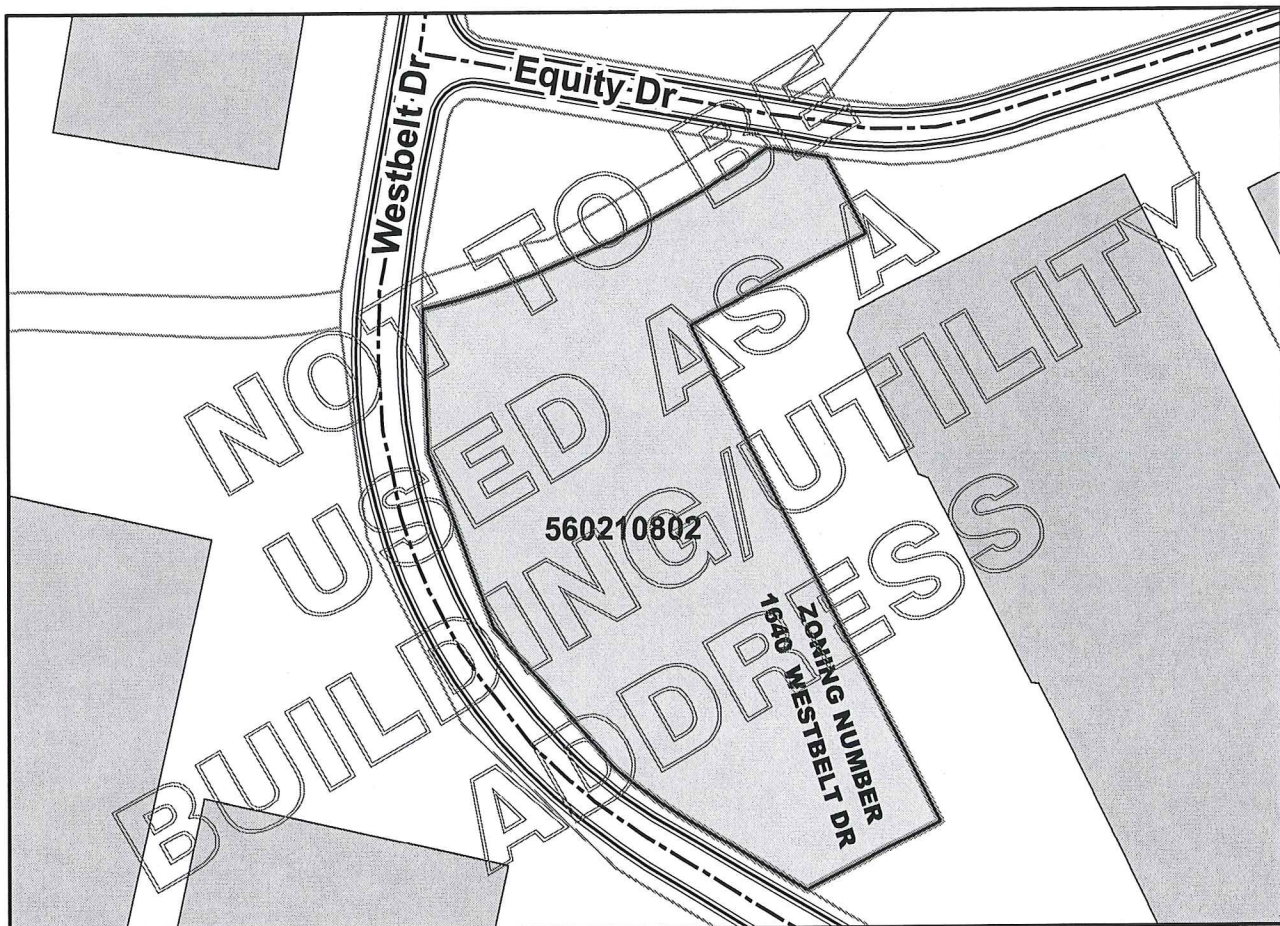 Equity Dr
Westbelt Dr
NOT TO BE
USED AS A
BUILDING/UTILITY
ADDRESS
560210802
ZONING NUMBER
1640 WESTBELT DR